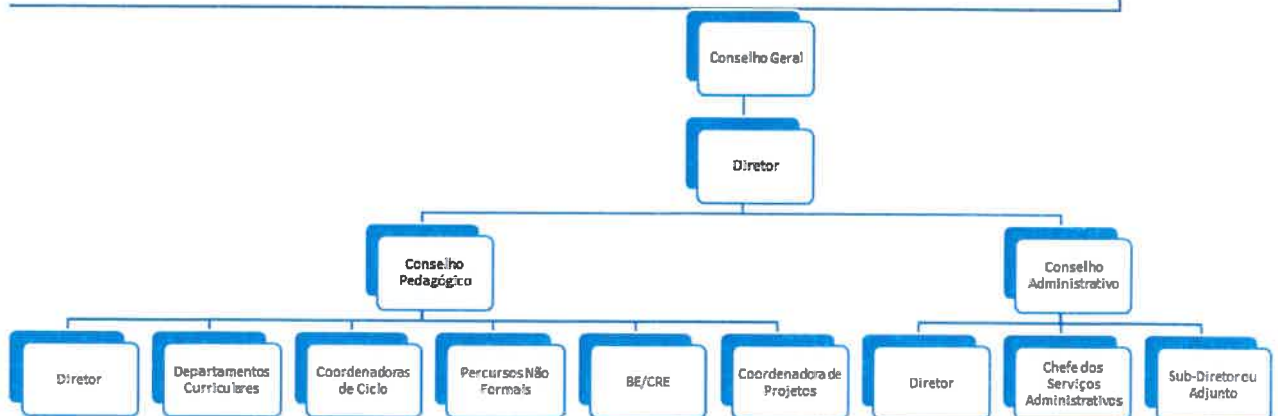 Conselho Geral
Diretor
Conselho
Pedagógico
Conselho
Administrativo
Diretor
Departamentos
Curriculares
Coordenadoras
de Ciclo
Percursos Não
Formais
BE/CRE
Coordenadora de
Projetos
Diretor
Chefe dos
Serviços
Administrativos
Sub-Diretor ou
Adjunto